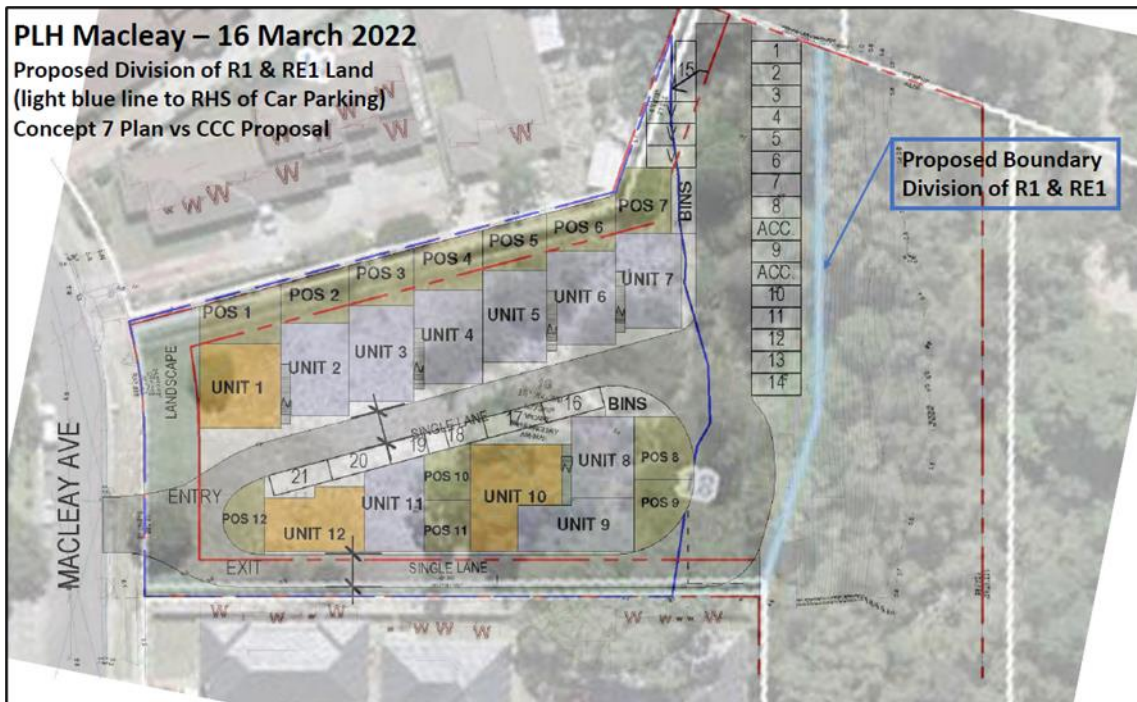 PLH Macleay – 16 March 2022
Proposed Division of R1 & RE1 Land
(light blue line to RHS of Car Parking)
Concept 7 Plan vs CCC Proposal
1
2
3
4
5
6
7
8
ACC.
9
ACC.
10
11
12
13
14
15
V
V
Proposed Boundary
Division of R1 & RE1
W
W
W
W
W
W
BINS
POS 7
POS 6
POS 5
POS 4
POS 3
POS 2
POS 1
LANDSCAPE
UNIT 1
UNIT 2
UNIT 3
UNIT 4
UNIT 5
UNIT 6
UNIT 7
SINGLE LANE
16
17
18
19
20
21
BINS
MACLEAY AVE
ENTRY
EXIT
POS 12
UNIT 12
UNIT 11
POS 10
POS 11
UNIT 10
UNIT 8
UNIT 9
POS 8
POS 9
SINGLE LANE
W
W
W
W
W
W
W